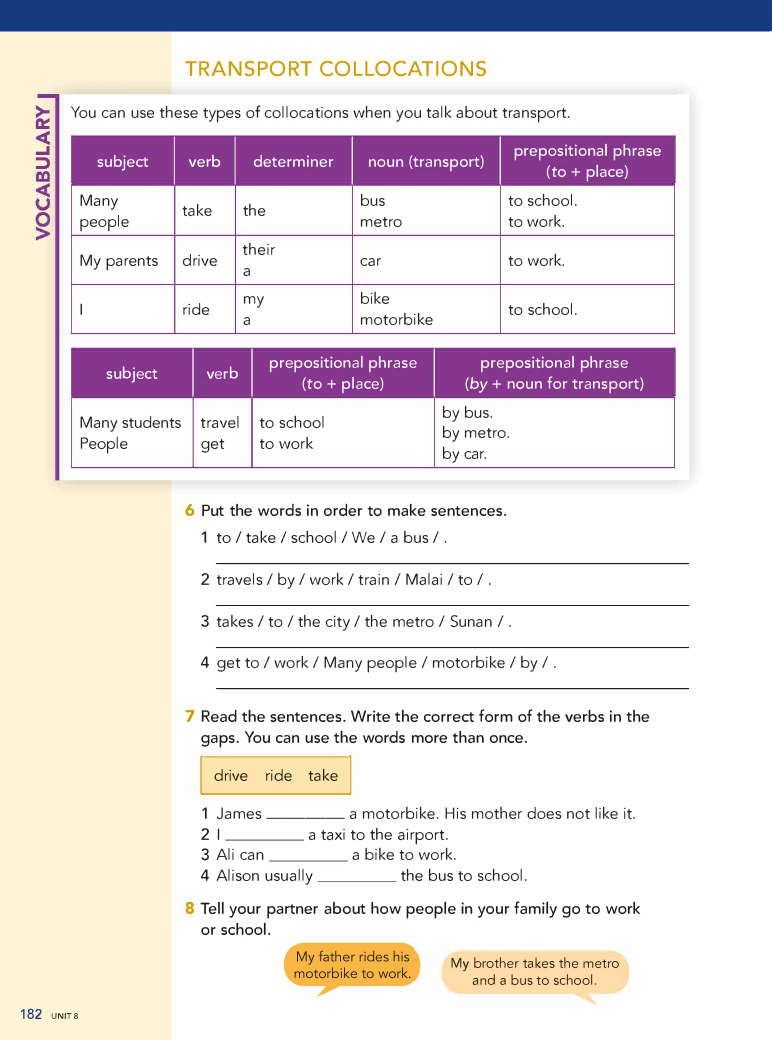 TRANSPORT COLLOCATIONS
VOCABULARY
You can use these types of collocations when you talk about transport.
subject verb determiner noun (transport) prepositional phrase
(to + place)
Many people take the bus metro to school. to work.
My parents drive their a car to work.
I ride my a bike motorbike to school.
subject verb prepositional phrase (to + place) prepositional phrase (by + noun for transport)
Many students travel to school by bus.
People get to work by metro.
by car.
6 Put the words in order to make sentences.
1 to / take / school / We / a bus / .
2 travels / by / work / train / Malai / to / .
3 takes / to / the city / the metro / Sunan / .
4 get to / work / Many people / motorbike / by / .
7 Read the sentences. Write the correct form of the verbs in the
gaps. You can use the words more than once.
drive ride take
1 James __________ a motorbike. His mother does not like it.
2 I __________ a taxi to the airport.
3 Ali can __________ a bike to work.
4 Alison usually __________ the bus to school.
8 Tell your partner about how people in your family go to work
or school.
My father rides his
motorbike to work.
My brother takes the metro
and a bus to school.
182 UNIT 8